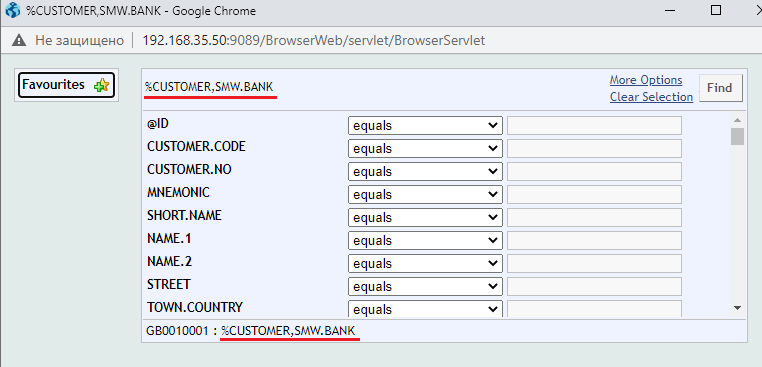 %CUSTOMER,SMW.BANK - Google Chrome
Не защищено 192.168.35.50:9089/BrowserWeb/servlet/BrowserServlet
Favourites
%CUSTOMER,SMW.BANK
More Options
Clear Selection
Find
@ID equals
CUSTOMER.CODE equals
CUSTOMER.NO equals
MNEMONIC equals
SHORT.NAME equals
NAME.1 equals
NAME.2 equals
STREET equals
TOWN.COUNTRY equals
GB0010001 : %CUSTOMER,SMW.BANK